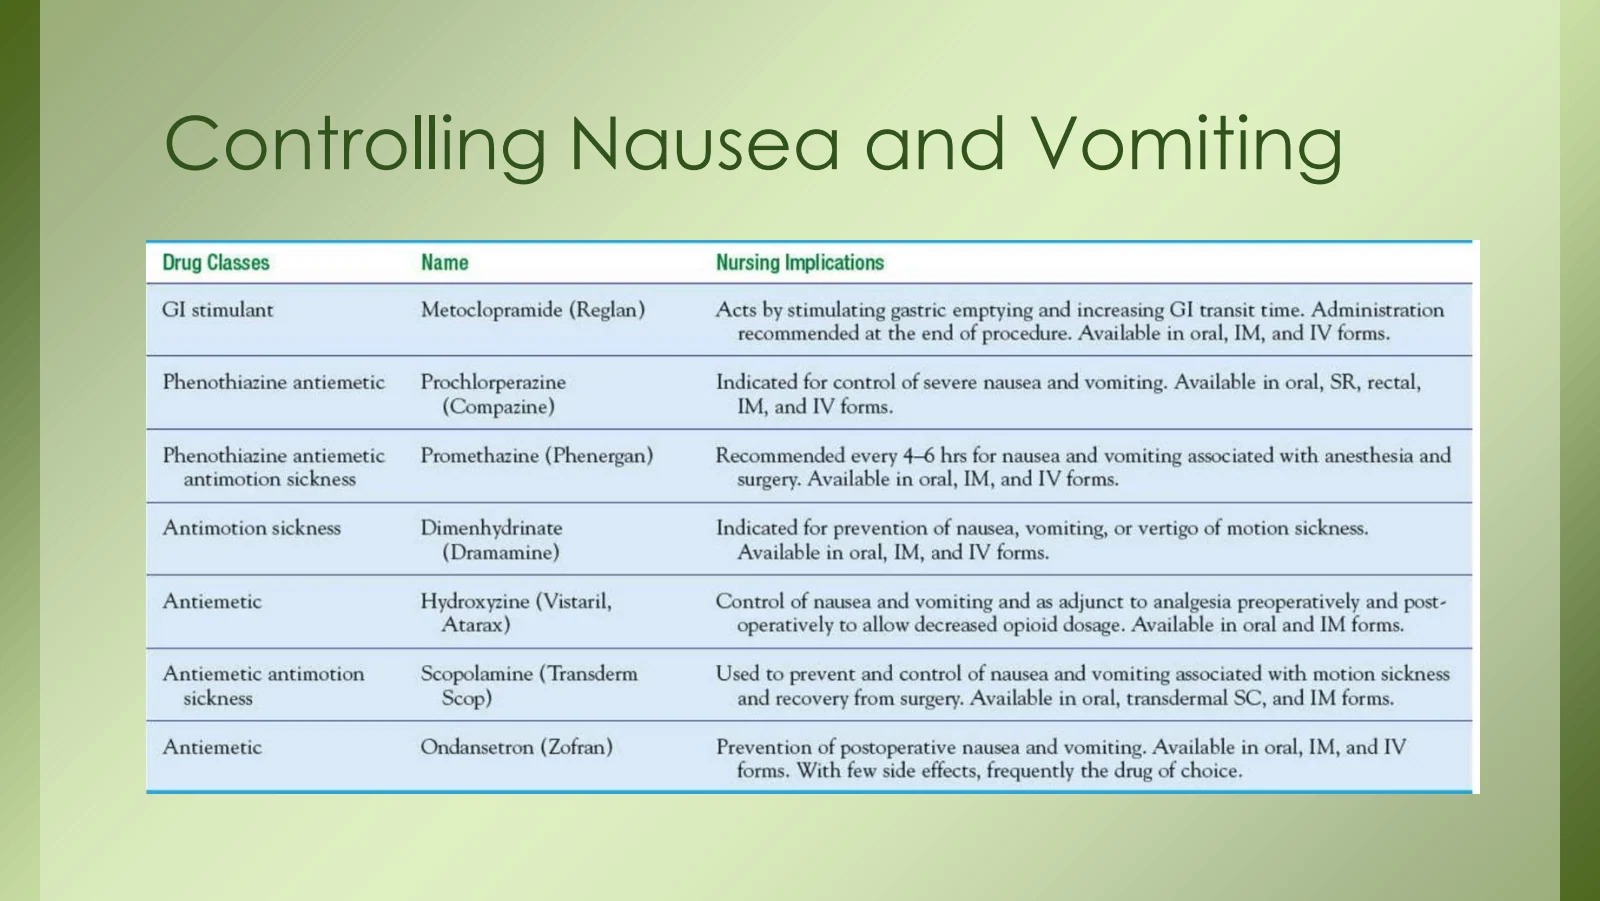 Controlling Nausea and Vomiting
Drug Classes Name Nursing Implications
GI stimulant Metoclopramide (Reglan) Acts by stimulating gastric emptying and increasing GI transit time. Administration
recommended at the end of procedure. Available in oral, IM, and IV forms.
Phenothiazine antiemetic Prochlorperazine Indicated for control of severe nausea and vomiting. Available in oral, SR, rectal,
(Compazine) IM, and IV forms.
Phenothiazine antiemetic Promethazine (Phenergan) Recommended every 4–6 hrs for nausea and vomiting associated with anesthesia and
antimotion sickness surgery. Available in oral, IM, and IV forms.
Antimotion sickness Dimenhydrinate Indicated for prevention of nausea, vomiting, or vertigo of motion sickness.
(Dramamine) Available in oral, IM, and IV forms.
Antiemetic Hydroxyzine (Vistaril, Control of nausea and vomiting and as adjunct to analgesia preoperatively and post-
Atarax) operatively to allow decreased opioid dosage. Available in oral and IM forms.
Antiemetic antimotion Scopolamine (Transderm Used to prevent and control of nausea and vomiting associated with motion sickness
sickness Scop) and recovery from surgery. Available in oral, transdermal SC, and IM forms.
Antiemetic Ondansetron (Zofran) Prevention of postoperative nausea and vomiting. Available in oral, IM, and IV
forms. With few side effects, frequently the drug of choice.